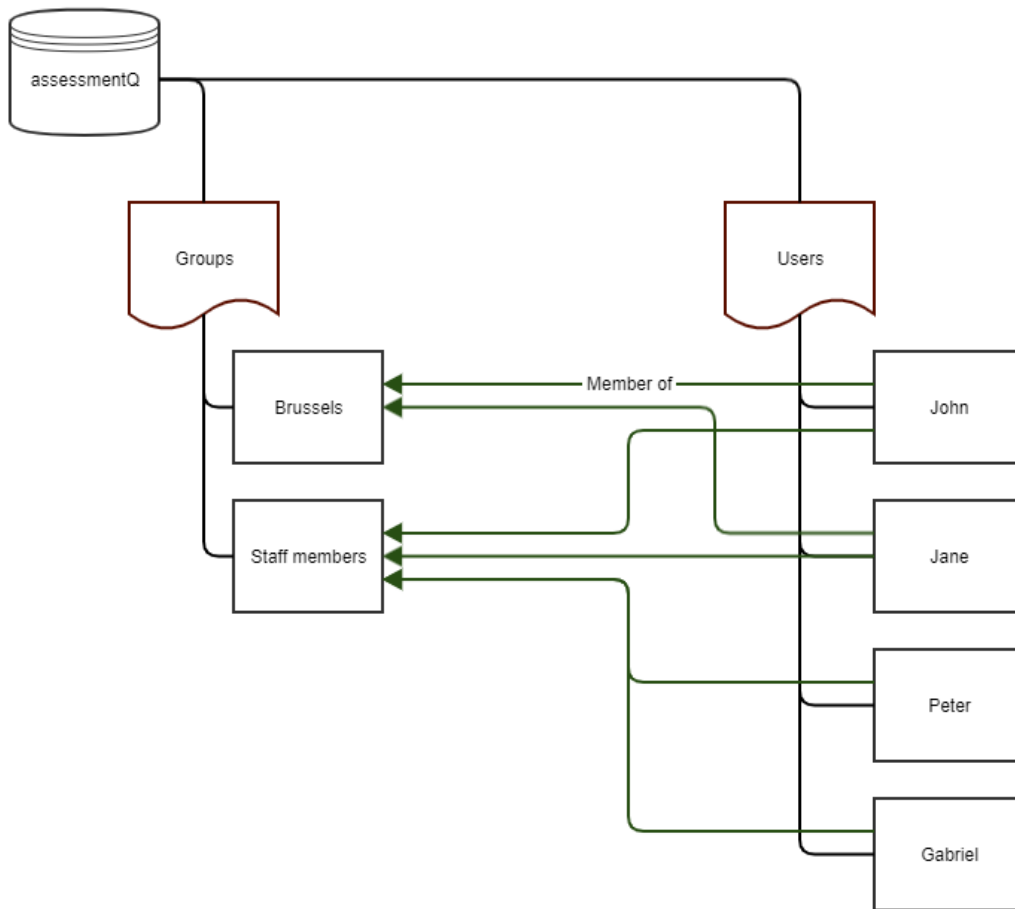 assessmentQ
Groups
Users
Member of
Brussels
John
Staff members
Jane
Peter
Gabriel